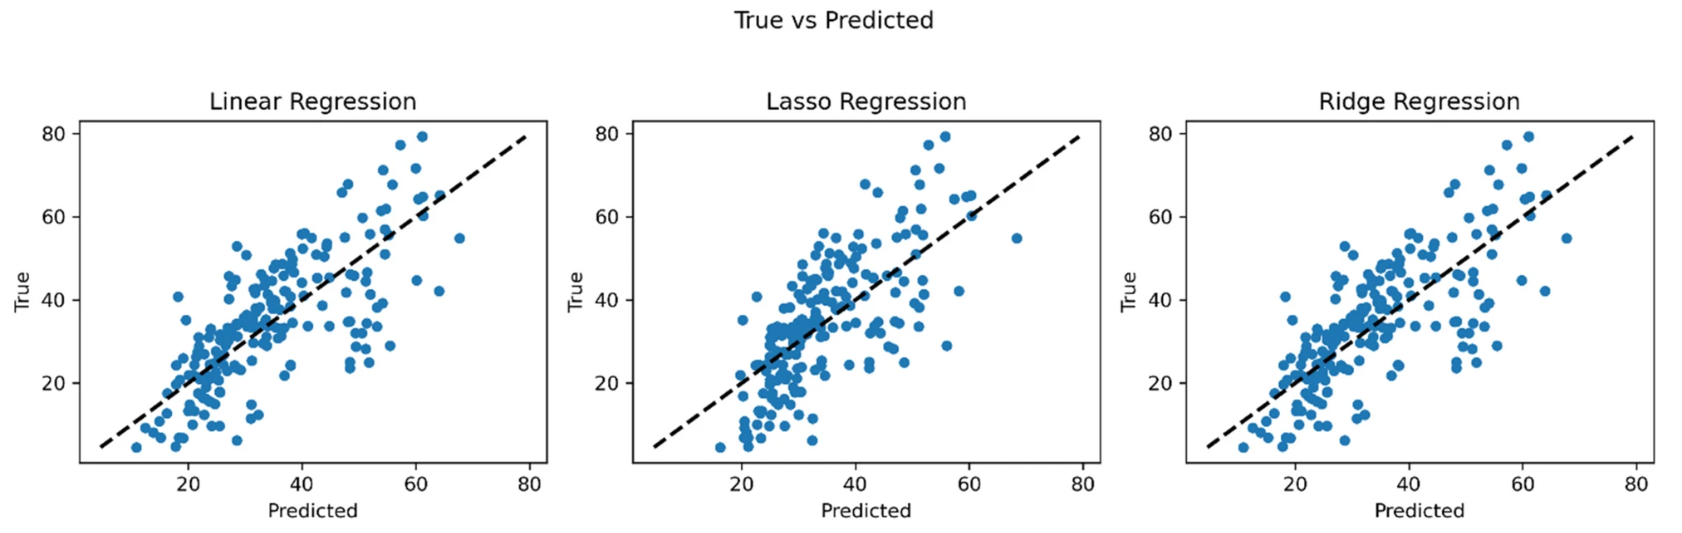 True vs Predicted
Linear Regression
80
60
40
20
True
20 40 60 80
Predicted
Lasso Regression
80
60
40
20
True
20 40 60 80
Predicted
Ridge Regression
80
60
40
20
True
20 40 60 80
Predicted